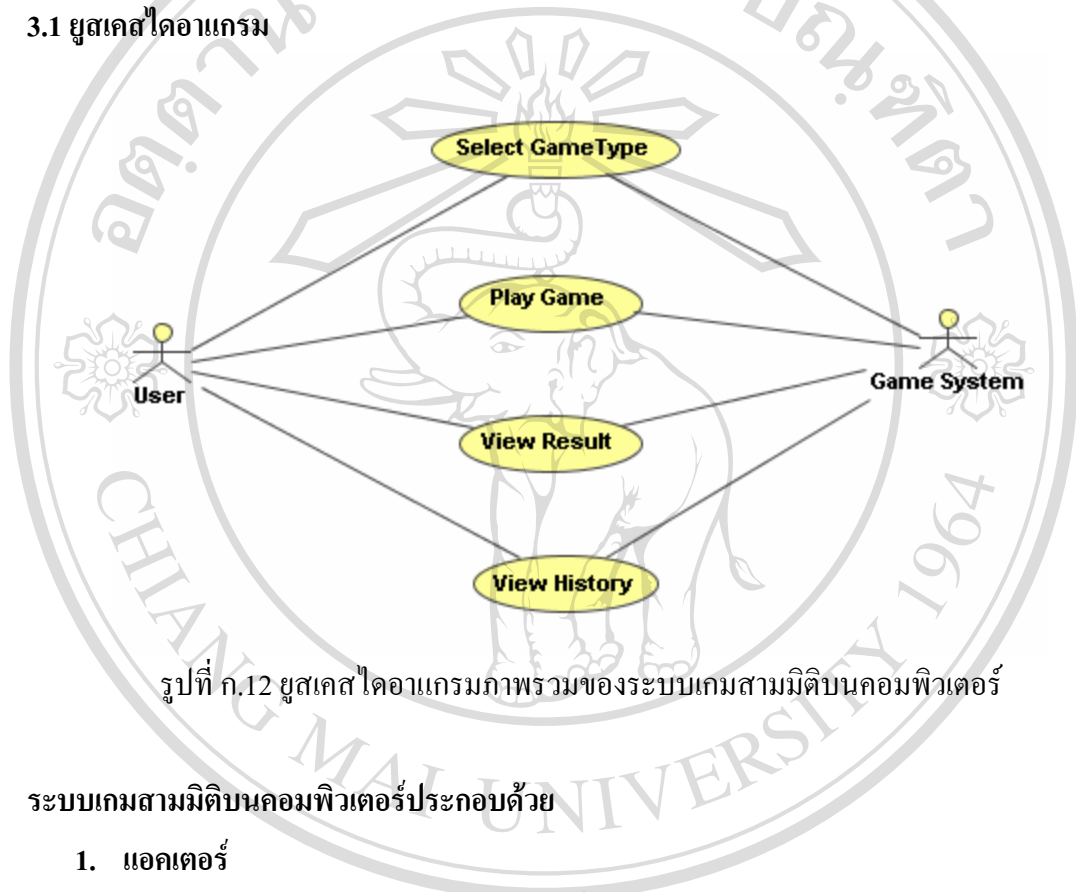 3.1 ยูสเคสไดอาแกรม
Select GameType
Play Game
User
Game System
View Result
View History
รูปที่ ก.12 ยูสเคสไดอาแกรมภาพรวมของระบบเกมสามมิติบนคอมพิวเตอร์
ระบบเกมสามมิติบนคอมพิวเตอร์ประกอบด้วย
1. แอคเตอร์
CHIANG MAI UNIVERSITY 1964